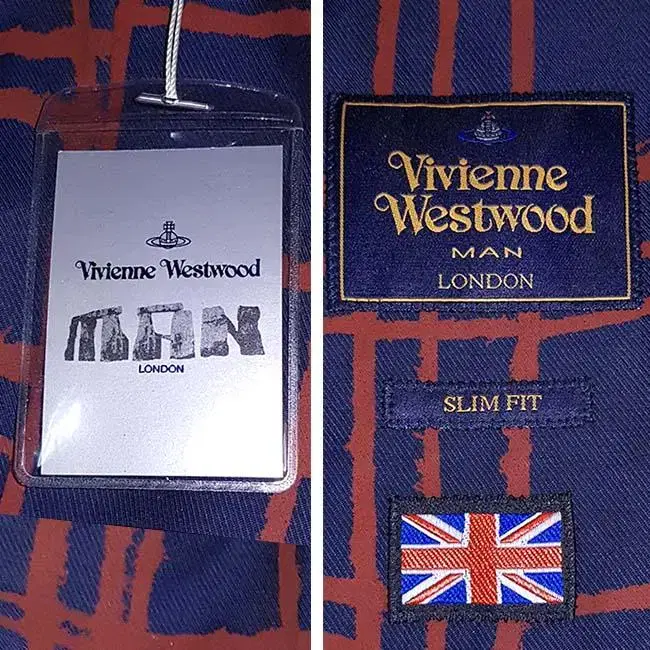 Vivienne Westwood
MAN
LONDON
Vivienne
Westwood
MAN
LONDON
SLIM FIT